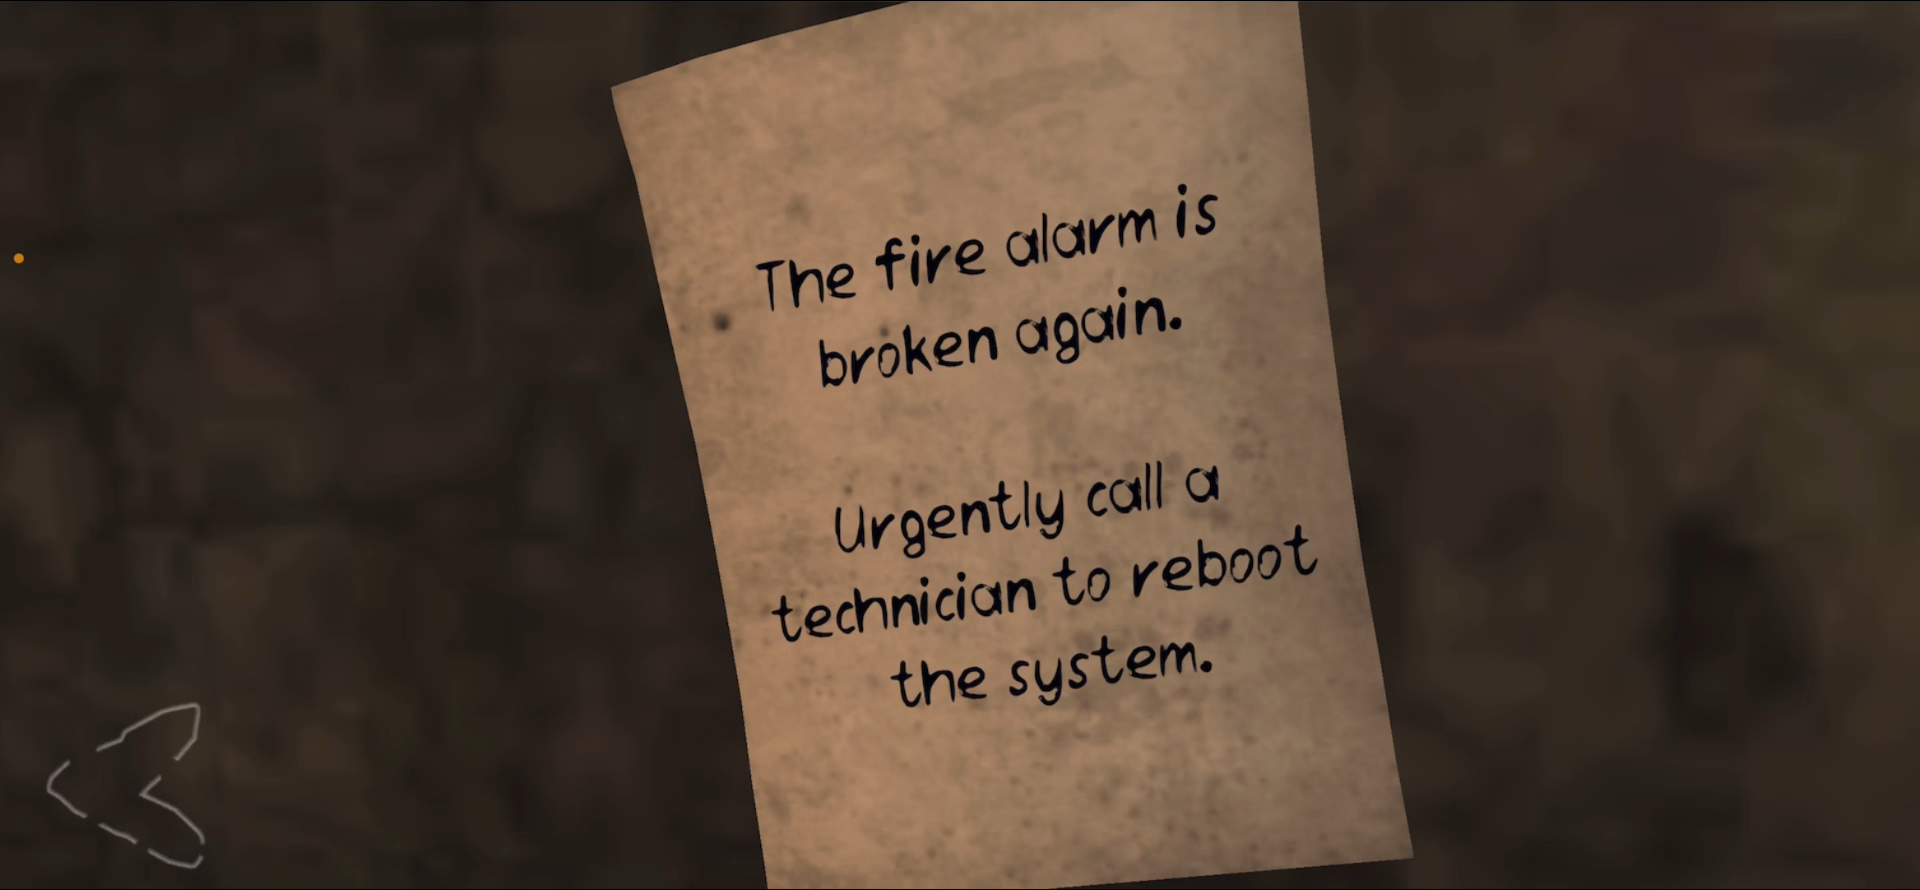 The fire alarm is
broken again.
Urgently call a
technician to reboot
the system.